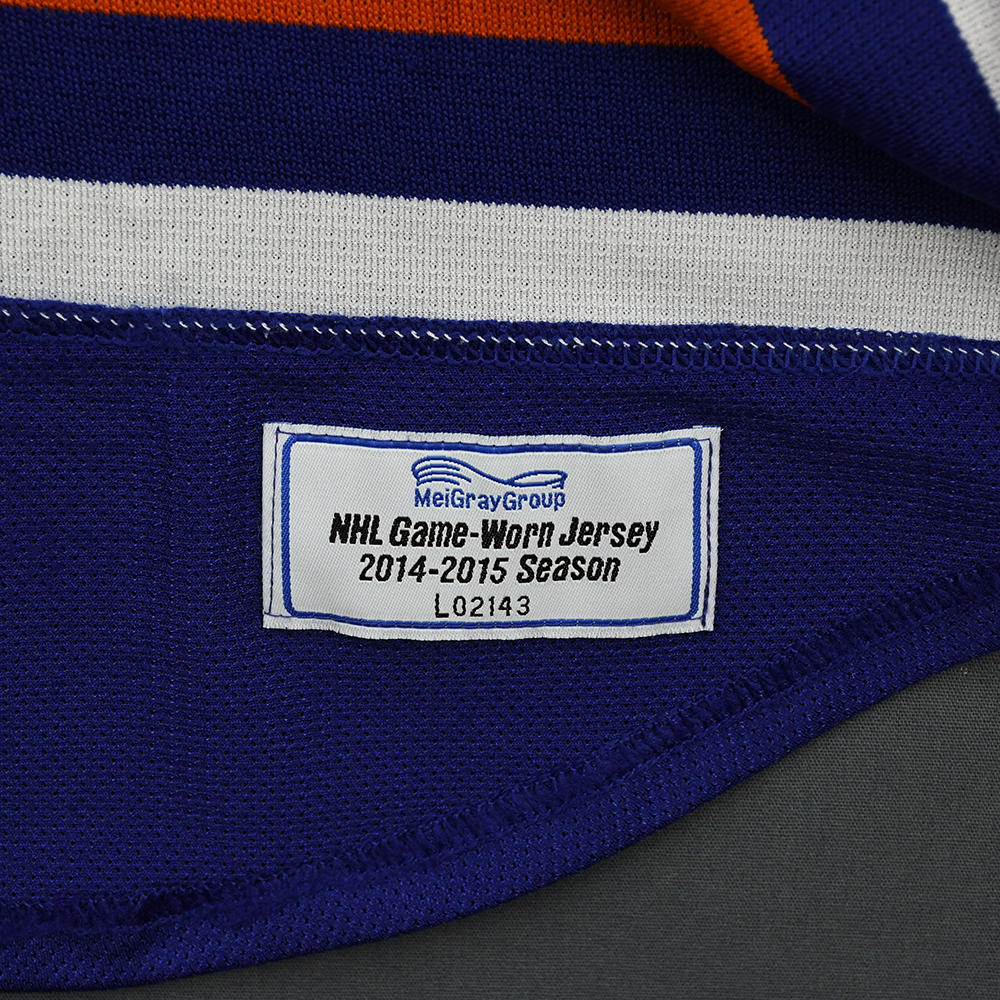 MeiGrayGroup
NHL Game-Worn Jersey
2014-2015 Season
L02143